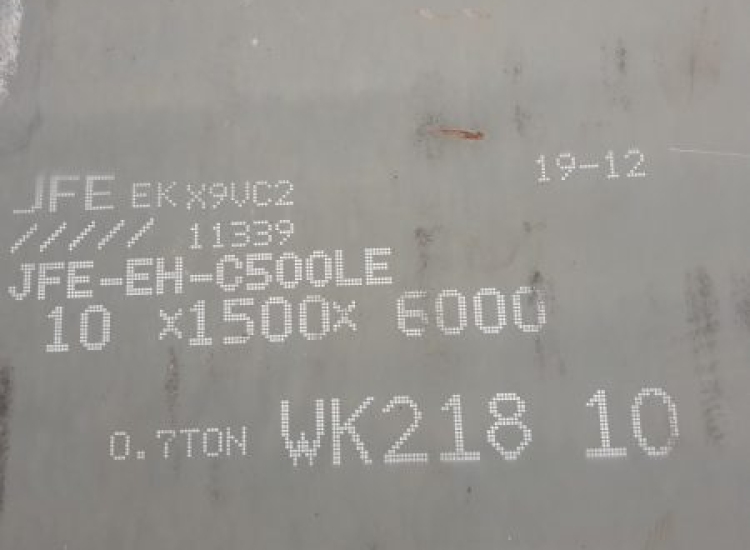 19-12
JFE EK X9VC2
///// 11339
JFE-EH-C500LE
10 x1500x 6000
0.7TON WK218 10